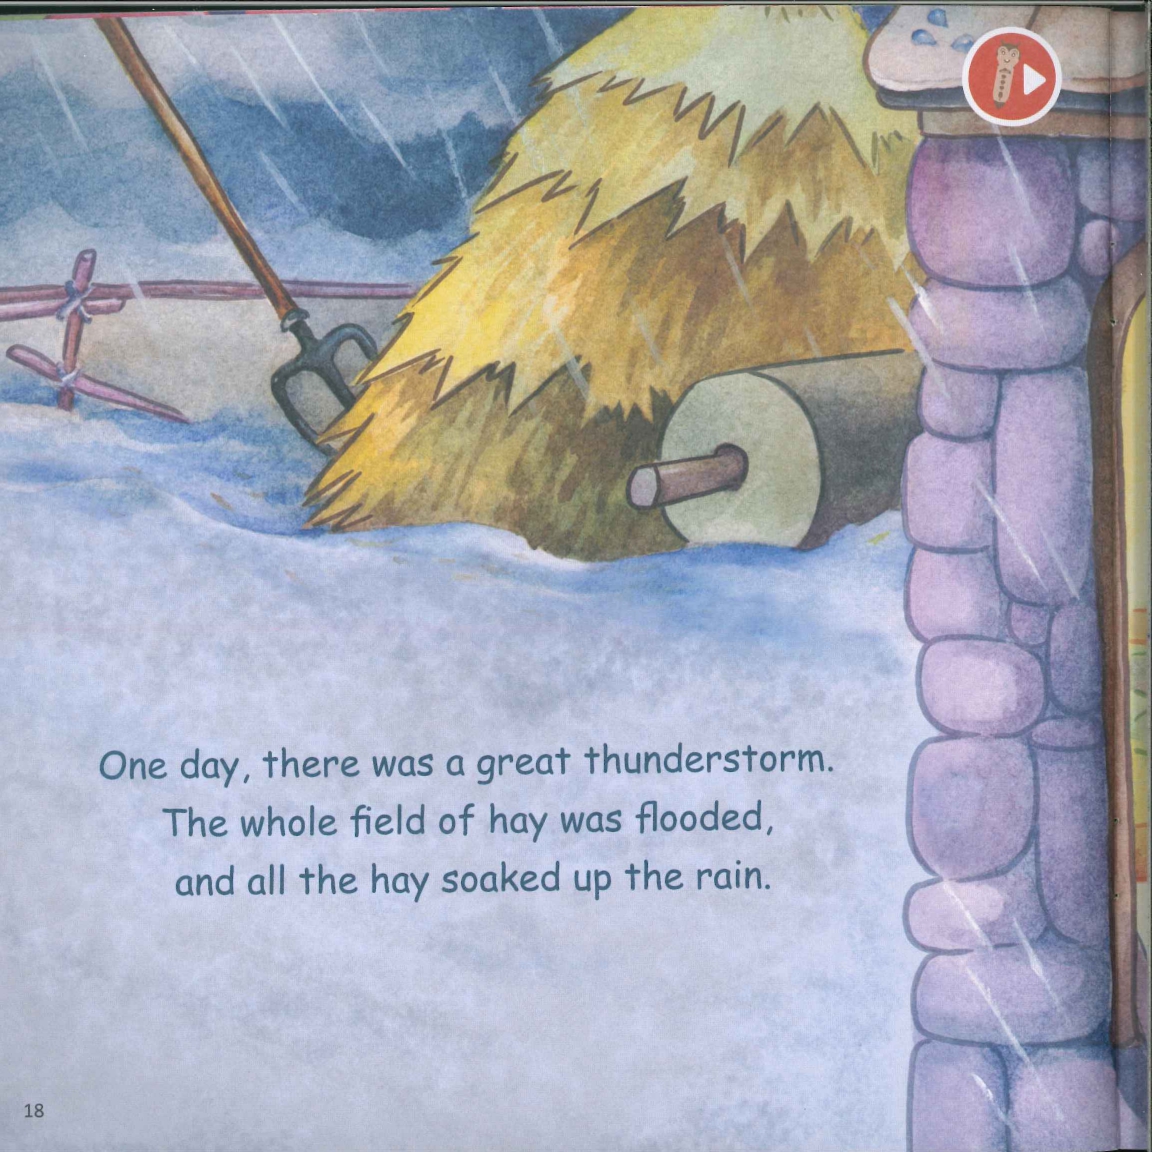 One day, there was a great thunderstorm.
The whole field of hay was flooded,
and all the hay soaked up the rain.
18